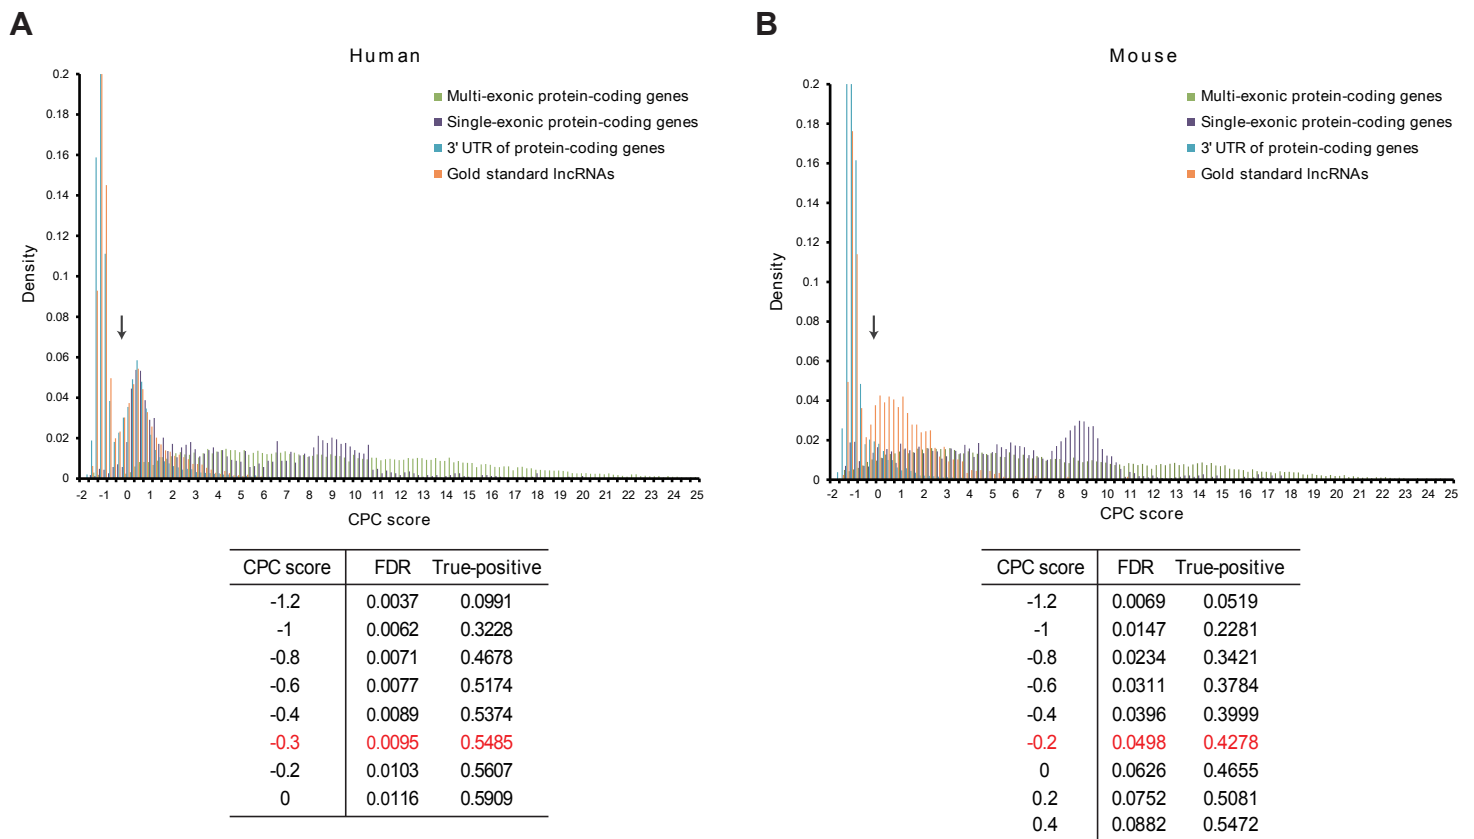 A
Human
0.2
0.18
0.16
0.14
0.12
0.1
0.08
0.06
0.04
0.02
0
Density
Multi-exonic protein-coding genes
Single-exonic protein-coding genes
3' UTR of protein-coding genes
Gold standard lncRNAs
-2 -1 0 1 2 3 4 5 6 7 8 9 10 11 12 13 14 15 16 17 18 19 20 21 22 23 24 25
CPC score
CPC score FDR True-positive
-1.2 0.0037 0.0991
-1 0.0062 0.3228
-0.8 0.0071 0.4678
-0.6 0.0077 0.5174
-0.4 0.0089 0.5374
-0.3 0.0095 0.5485
-0.2 0.0103 0.5607
0 0.0116 0.5909
B
Mouse
0.2
0.18
0.16
0.14
0.12
0.1
0.08
0.06
0.04
0.02
0
Density
Multi-exonic protein-coding genes
Single-exonic protein-coding genes
3' UTR of protein-coding genes
Gold standard lncRNAs
-2 -1 0 1 2 3 4 5 6 7 8 9 10 11 12 13 14 15 16 17 18 19 20 21 22 23 24 25
CPC score
CPC score FDR True-positive
-1.2 0.0069 0.0519
-1 0.0147 0.2281
-0.8 0.0234 0.3421
-0.6 0.0311 0.3784
-0.4 0.0396 0.3999
-0.2 0.0498 0.4278
0 0.0626 0.4655
0.2 0.0752 0.5081
0.4 0.0882 0.5472